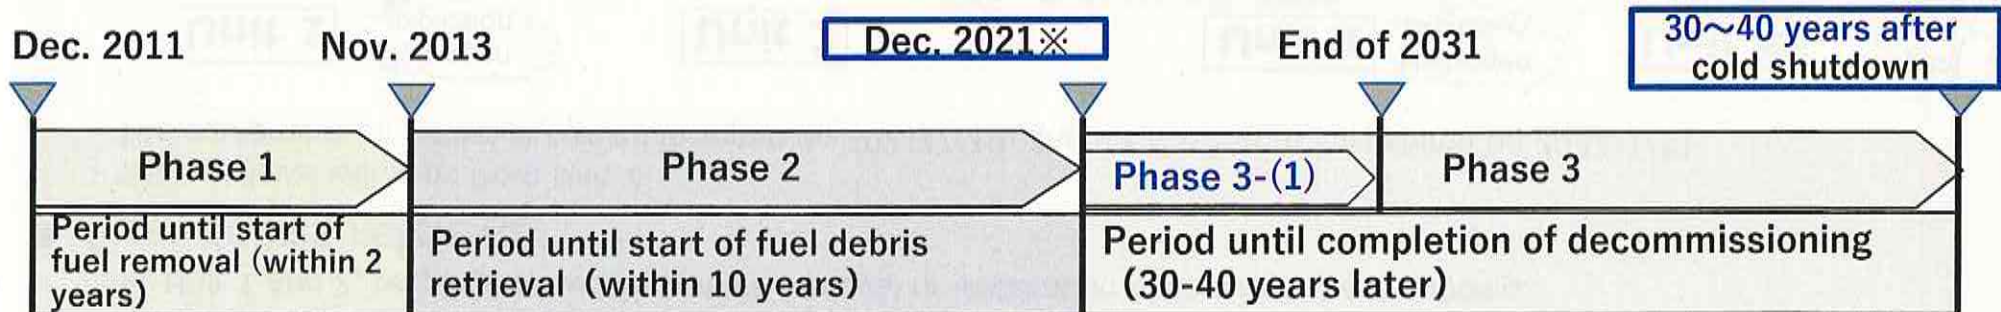 Dec. 2011
Nov. 2013
Dec. 2021※
End of 2031
30～40 years after
cold shutdown
Phase 1
Phase 2
Phase 3-(1)
Phase 3
Period until start of
fuel removal (within 2
years)
Period until start of fuel debris
retrieval (within 10 years)
Period until completion of decommissioning
(30-40 years later)